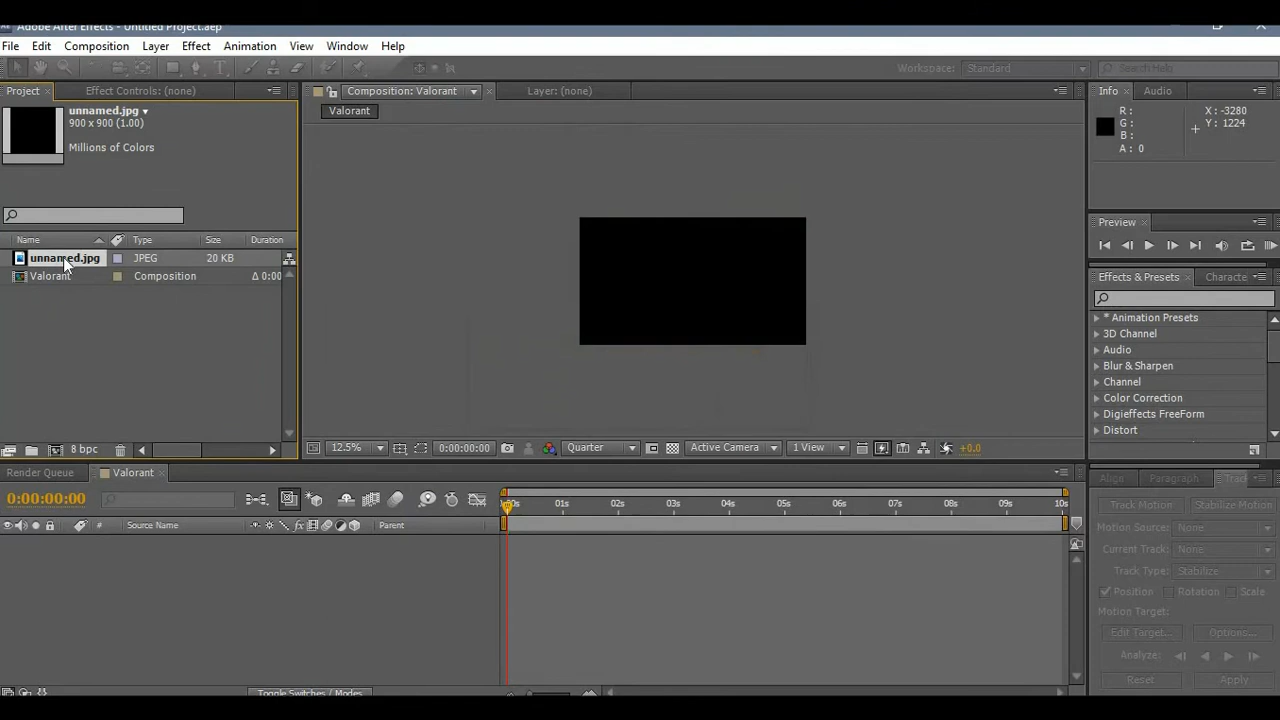 Adobe After Effects - Untitled Project.aep
File Edit Composition Layer Effect Animation View Window Help
Workspace: Standard Search Help
Project Effect Controls: (none)
Composition: Valorant Layer: (none)
Info Audio
unnamed.jpg
900 x 900 (1.00)
Millions of Colors
Valorant
R:
G:
B:
A: 0
X: -3280
Y: 1224
Preview
Name Type Size Duration
unnamed.jpg JPEG 20 KB
Valorant Composition Δ 0:00
Effects & Presets Characte
* Animation Presets
3D Channel
Audio
Blur & Sharpen
Channel
Color Correction
Digieffects FreeForm
Distort
8 bpc
12.5% 0:00:00:00 Quarter Active Camera 1 View +0.0
Render Queue Valorant
Align Paragraph Track
0:00:00:00
01s 02s 03s 04s 05s 06s 07s 08s 09s 10s
# Source Name Parent
Track Motion Stabilize Motion
Motion Source: None
Current Track: None
Track Type: Stabilize
Position Rotation Scale
Motion Target:
Edit Target... Options...
Analyze:
Reset Apply
Toggle Switches / Modes